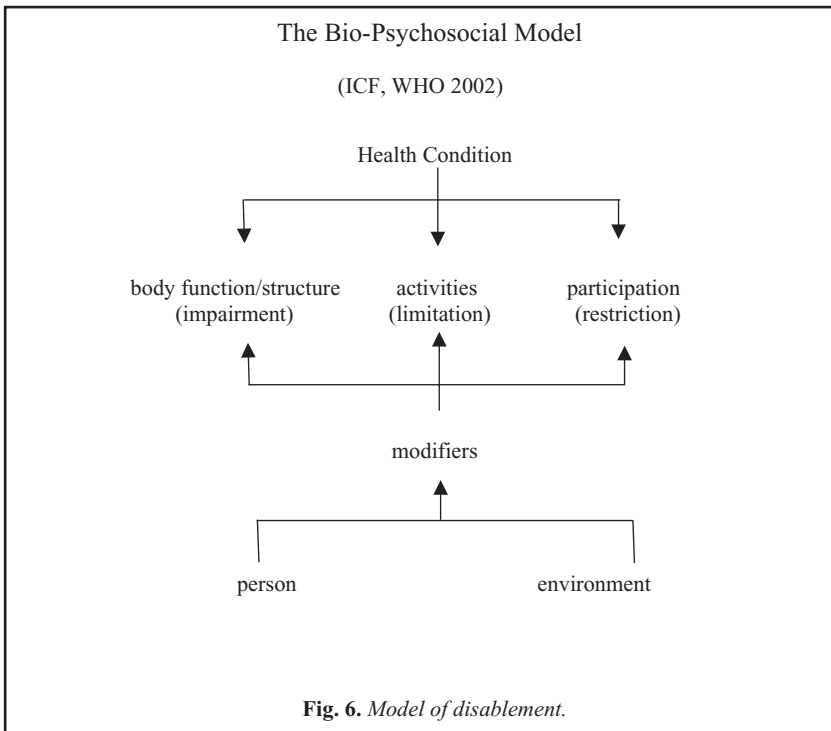 The Bio-Psychosocial Model
(ICF, WHO 2002)
Health Condition
body function/structure activities participation
(impairment) (limitation) (restriction)
modifiers
person environment
Fig. 6. Model of disablement.